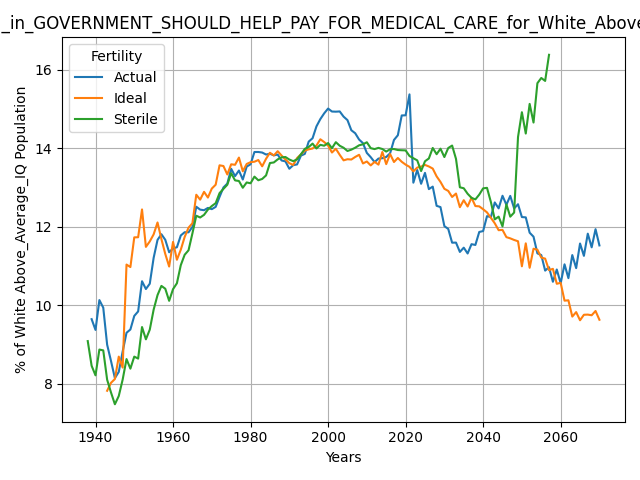 _in_GOVERNMENT_SHOULD_HELP_PAY_FOR_MEDICAL_CARE_for_White_Above
% of White Above_Average_IQ Population
Fertility
Actual
Ideal
Sterile
16
14
12
10
8
1940 1960 1980 2000 2020 2040 2060
Years